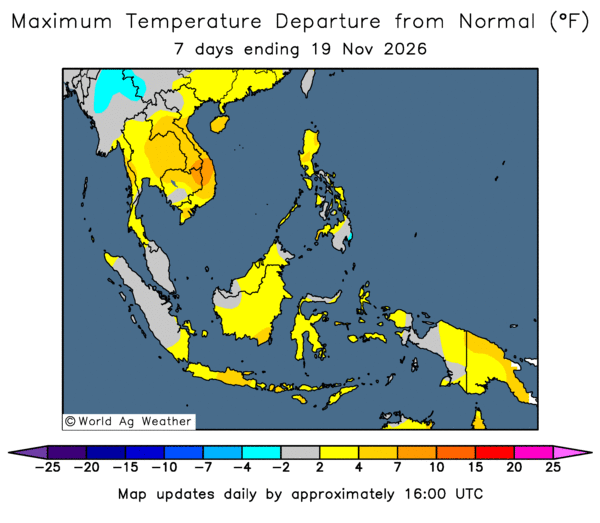 Maximum Temperature Departure from Normal (°F)
7 days ending 19 Nov 2026
©World Ag Weather
-25 -20 -15 -10 -7 -4 -2 2 4 7 10 15 20 25
Map updates daily by approximately 16:00 UTC